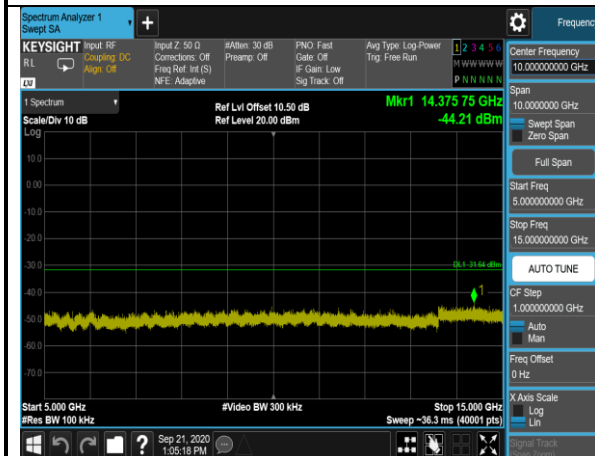 Spectrum Analyzer 1
Swept SA
Frequency
KEYSIGHT
RL
LXI
Input: RF
Coupling: DC
Align: Off
Input Z: 50 Ω
Corrections: Off
Freq Ref: Int (S)
NFE: Adaptive
#Atten: 30 dB
Preamp: Off
PNO: Fast
Gate: Off
IF Gain: Low
Sig Track: Off
Avg Type: Log-Power
Trig: Free Run
1 2 3 4 5 6
M W W W W W
P N N N N N
1 Spectrum
Scale/Div 10 dB
Log
Ref Lvl Offset 10.50 dB
Ref Level 20.00 dBm
Mkr1 14.375 75 GHz
-44.21 dBm
10.0
0.00
-10.0
-20.0
-30.0
-40.0
-50.0
-60.0
-70.0
DL1 -31.64 dBm
1
Start 5.000 GHz
#Res BW 100 kHz
#Video BW 300 kHz
Stop 15.000 GHz
Sweep ~36.3 ms (40001 pts)
Center Frequency
10.000000000 GHz
Span
10.0000000 GHz
Swept Span
Zero Span
Full Span
Start Freq
5.000000000 GHz
Stop Freq
15.000000000 GHz
AUTO TUNE
CF Step
1.000000000 GHz
Auto
Man
Freq Offset
0 Hz
X Axis Scale
Log
Lin
Signal Track
(Span Zoom)
?
Sep 21, 2020
1:05:18 PM